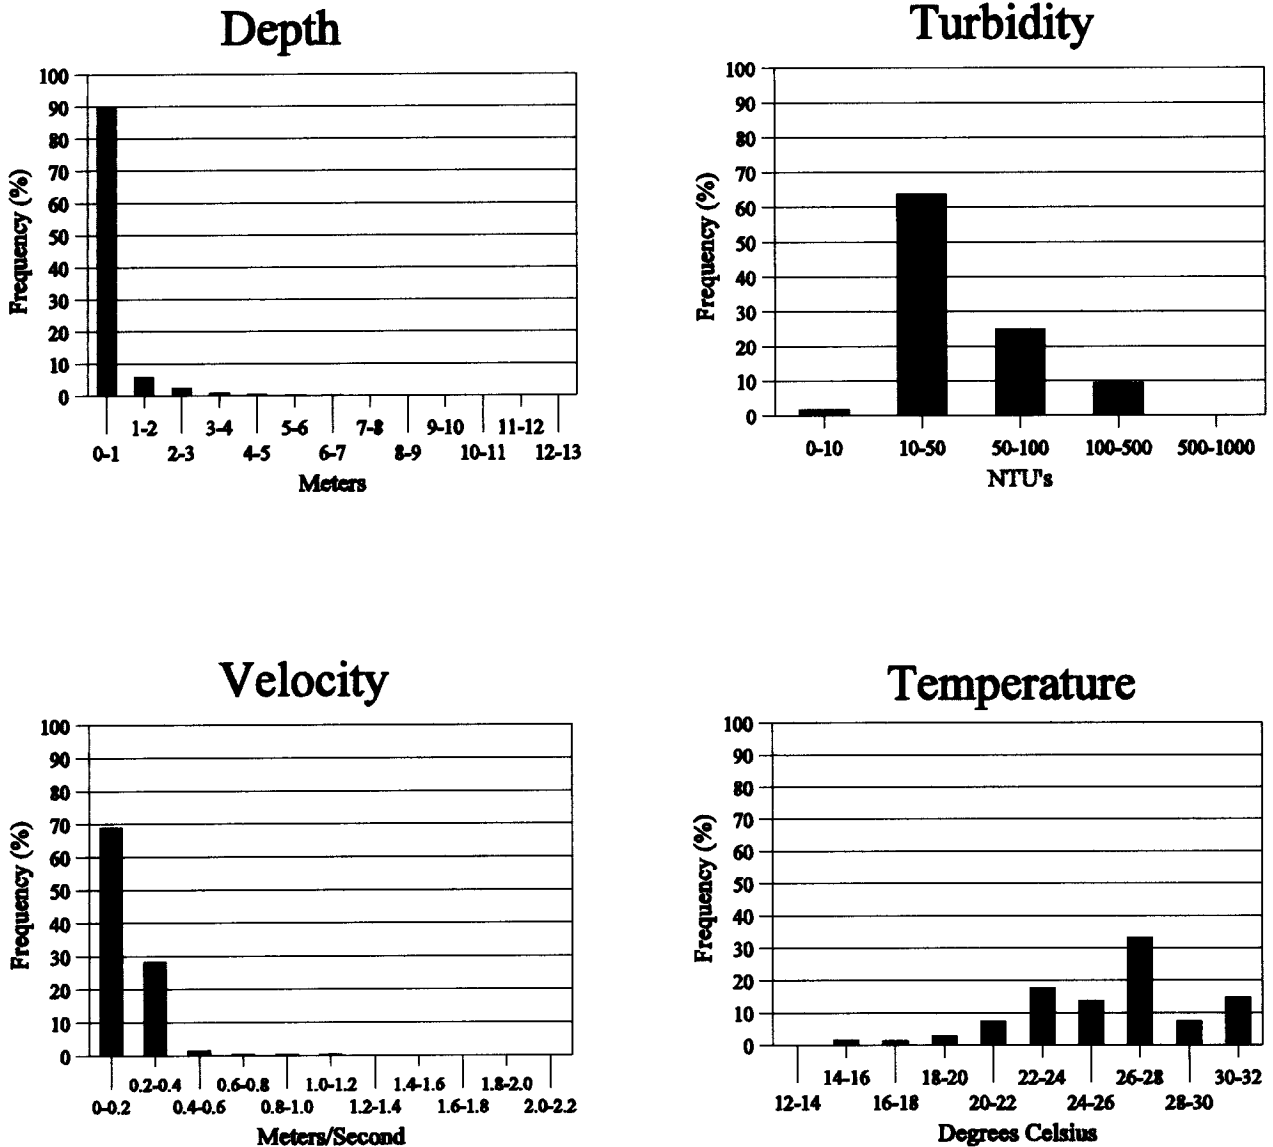 Depth
100
90
80
70
60
50
40
30
20
10
0
Frequency (%)
1-2 3-4 5-6 7-8 9-10 11-12
0-1 2-3 4-5 6-7 8-9 10-11 12-13
Meters
Turbidity
100
90
80
70
60
50
40
30
20
10
0
Frequency (%)
0-10 10-50 50-100 100-500 500-1000
NTU's
Velocity
100
90
80
70
60
50
40
30
20
10
0
Frequency (%)
0.2-0.4 0.6-0.8 1.0-1.2 1.4-1.6 1.8-2.0
0-0.2 0.4-0.6 0.8-1.0 1.2-1.4 1.6-1.8 2.0-2.2
Meters/Second
Temperature
100
90
80
70
60
50
40
30
20
10
0
Frequency (%)
14-16 18-20 22-24 26-28 30-32
12-14 16-18 20-22 24-26 28-30
Degrees Celsius